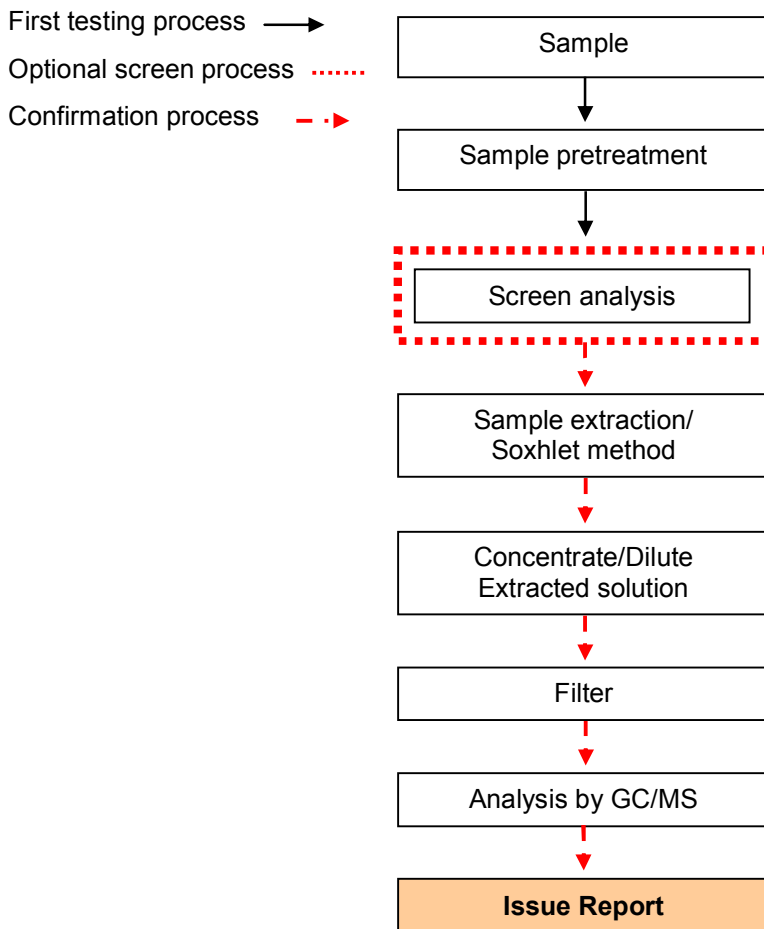 First testing process
Optional screen process
Confirmation process
Sample
Sample pretreatment
Screen analysis
Sample extraction/
Soxhlet method
Concentrate/Dilute
Extracted solution
Filter
Analysis by GC/MS
Issue Report